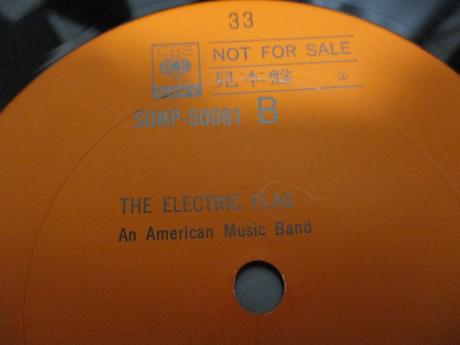 33
CBS
NOT FOR SALE
見本盤
SONP-50081 B
THE ELECTRIC FLAG
An American Music Band